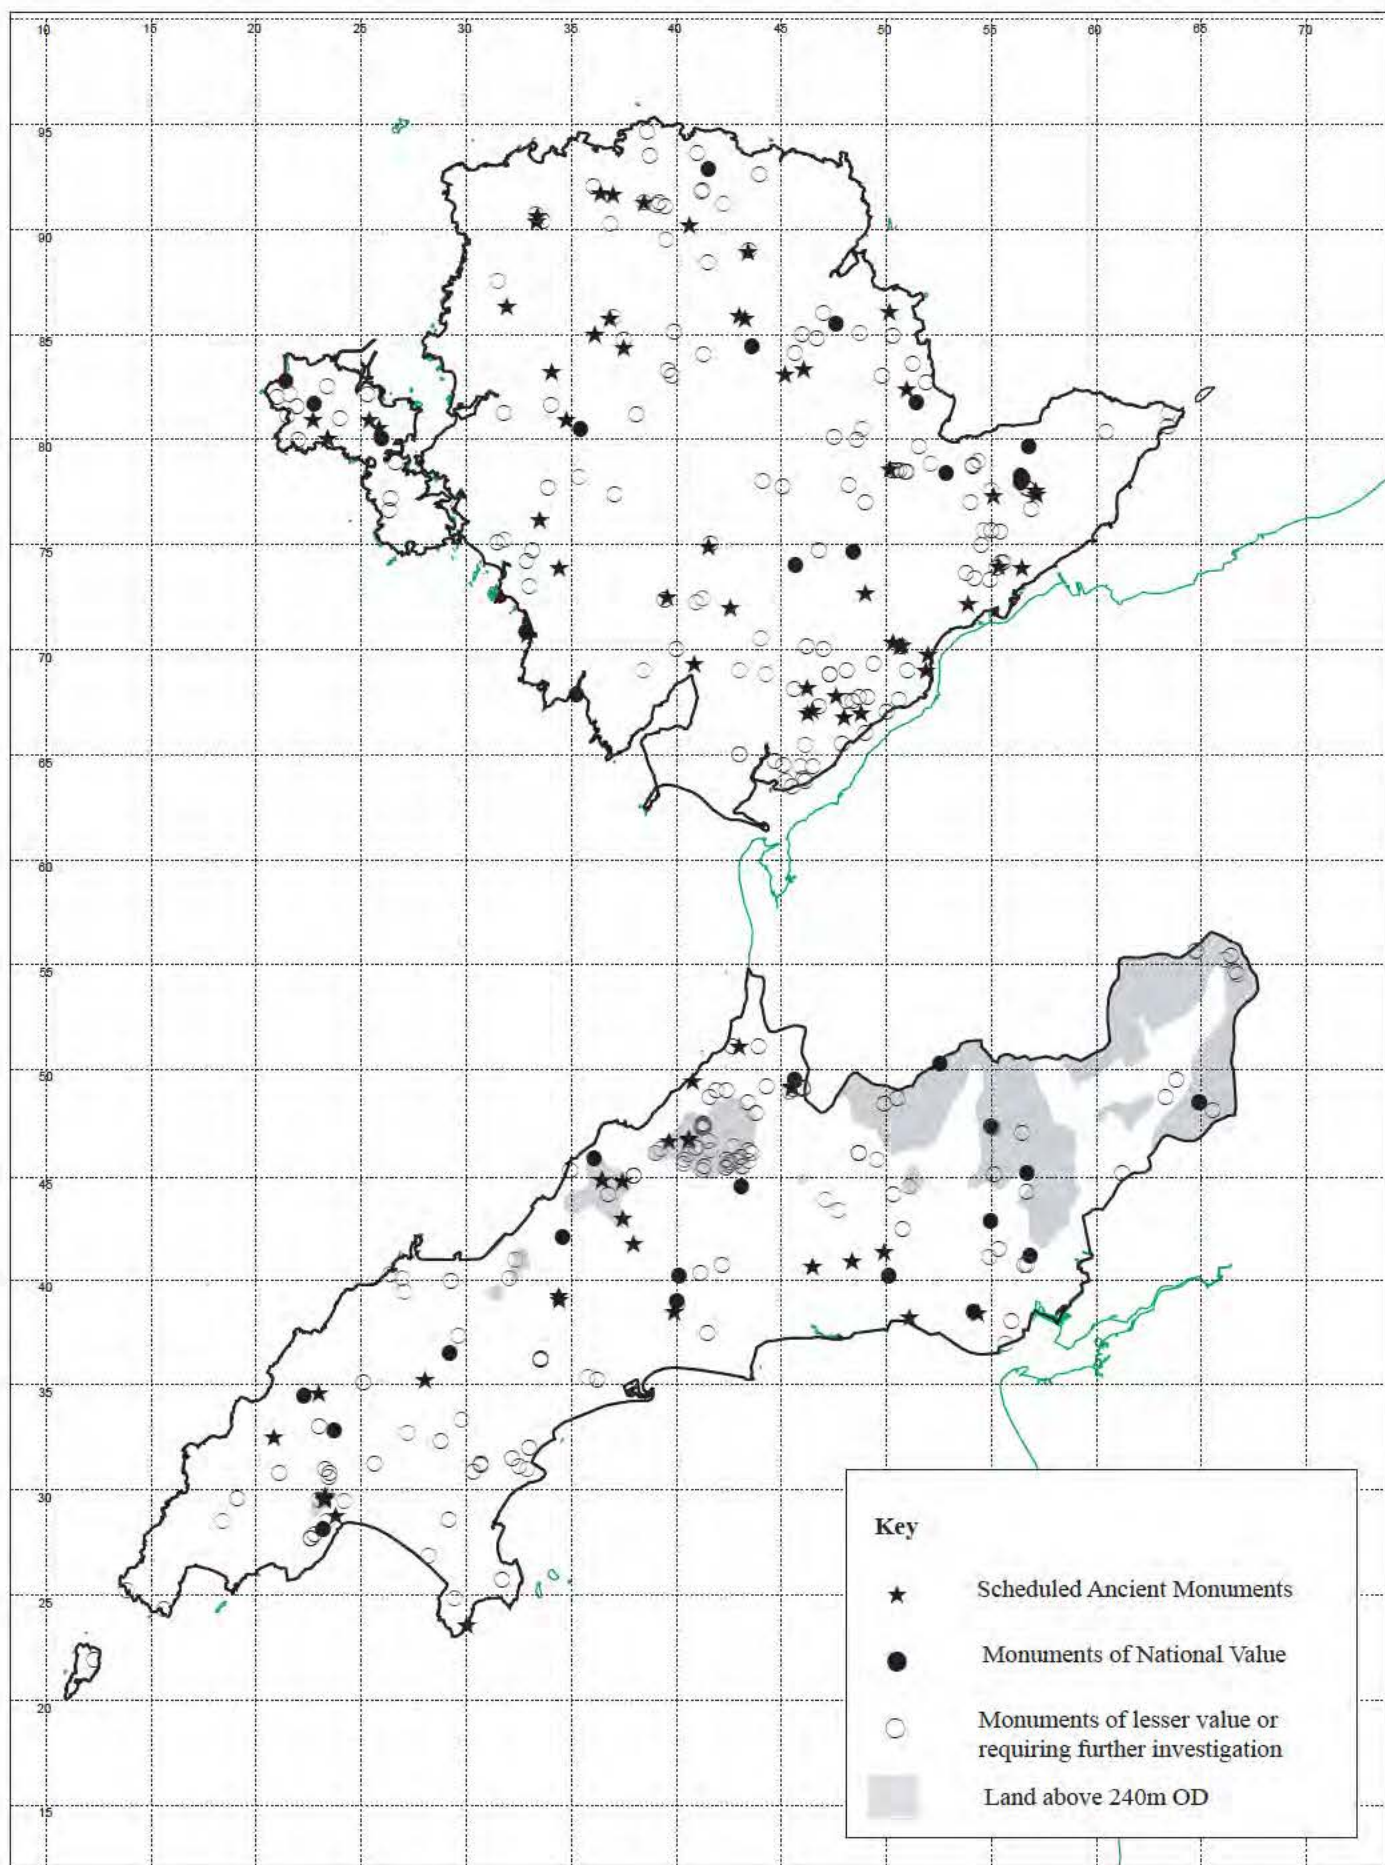 10 15 20 25 30 35 40 45 50 55 60 65 70
95
90
85
80
75
70
65
60
55
50
45
40
35
30
25
20
15
Key
Scheduled Ancient Monuments
Monuments of National Value
Monuments of lesser value or
requiring further investigation
Land above 240m OD